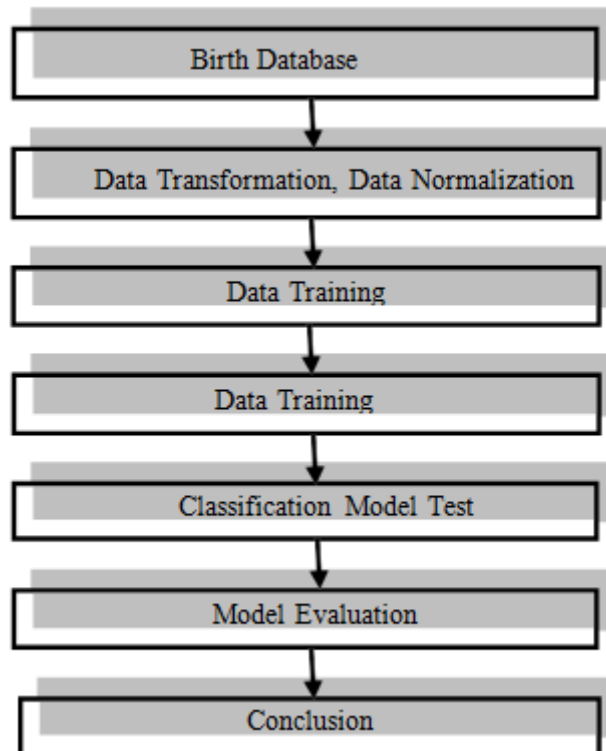 Birth Database
Data Transformation, Data Normalization
Data Training
Data Training
Classification Model Test
Model Evaluation
Conclusion